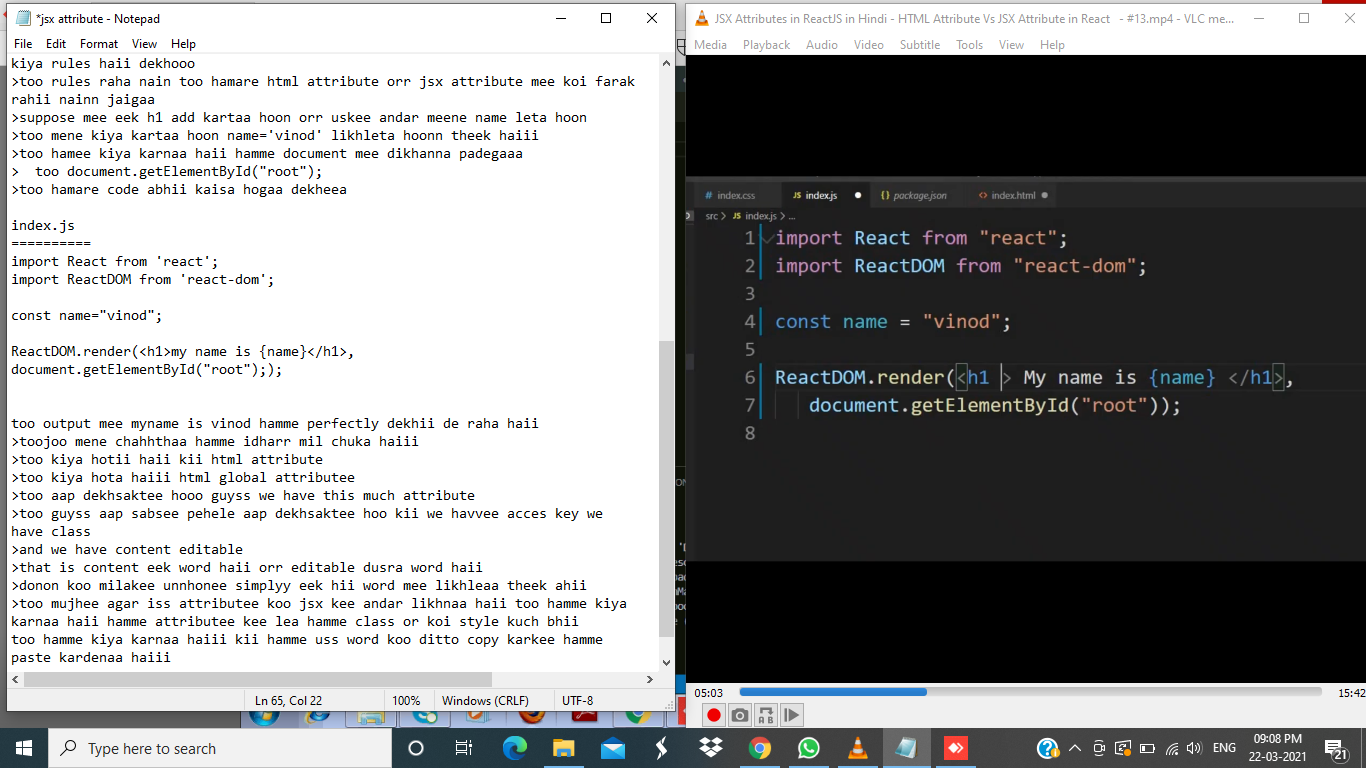 *jsx attribute - Notepad
File Edit Format View Help
kiya rules haii dekhooo
>too rules raha nain too hamare html attribute orr jsx attribute mee koi farak
rahii nainn jaigaa
>suppose mee eek h1 add kartaa hoon orr uskee andar meene name leta hoon
>too mene kiya kartaa hoon name='vinod' likhleta hoonn theek haiii
>too hamee kiya karnaa haii hamme document mee dikhanna padegaaa
>  too document.getElementById("root");
>too hamare code abhii kaisa hogaa dekheea
index.js
==========
import React from 'react';
import ReactDOM from 'react-dom';
const name="vinod";
ReactDOM.render(<h1>my name is {name}</h1>,
document.getElementById("root"););
too output mee myname is vinod hamme perfectly dekhii de raha haii
>toojoo mene chahhthaa hamme idharr mil chuka haiii
>too kiya hotii haii kii html attribute
>too kiya hota haiii html global attributee
>too aap dekhsaktee hooo guyss we have this much attribute
>too guyss aap sabsee pehele aap dekhsaktee hoo kii we havvee acces key we
have class
>and we have content editable
>that is content eek word haii orr editable dusra word haii
>donon koo milakee unnhonee simplyy eek hii word mee likhleaa theek ahii
>too mujhee agar iss attributee koo jsx kee andar likhnaa haii too hamme kiya
karnaa haii hamme attributee kee lea hamme class or koi style kuch bhii
too hamme kiya karnaa haiii kii hamme uss word koo ditto copy karkee hamme
paste kardenaa haiii
Ln 65, Col 22 100% Windows (CRLF) UTF-8
JSX Attributes in ReactJS in Hindi - HTML Attribute Vs JSX Attribute in React - #13.mp4 - VLC me...
Media Playback Audio Video Subtitle Tools View Help
# index.css JS index.js {} package.json <> index.html
src > JS index.js > ...
1 import React from "react";
2 import ReactDOM from "react-dom";
3
4 const name = "vinod";
5
6 ReactDOM.render(<h1 > My name is {name} </h1>,
7 document.getElementById("root"));
8
05:03 15:42
Type here to search
ENG
09:08 PM
22-03-2021
21